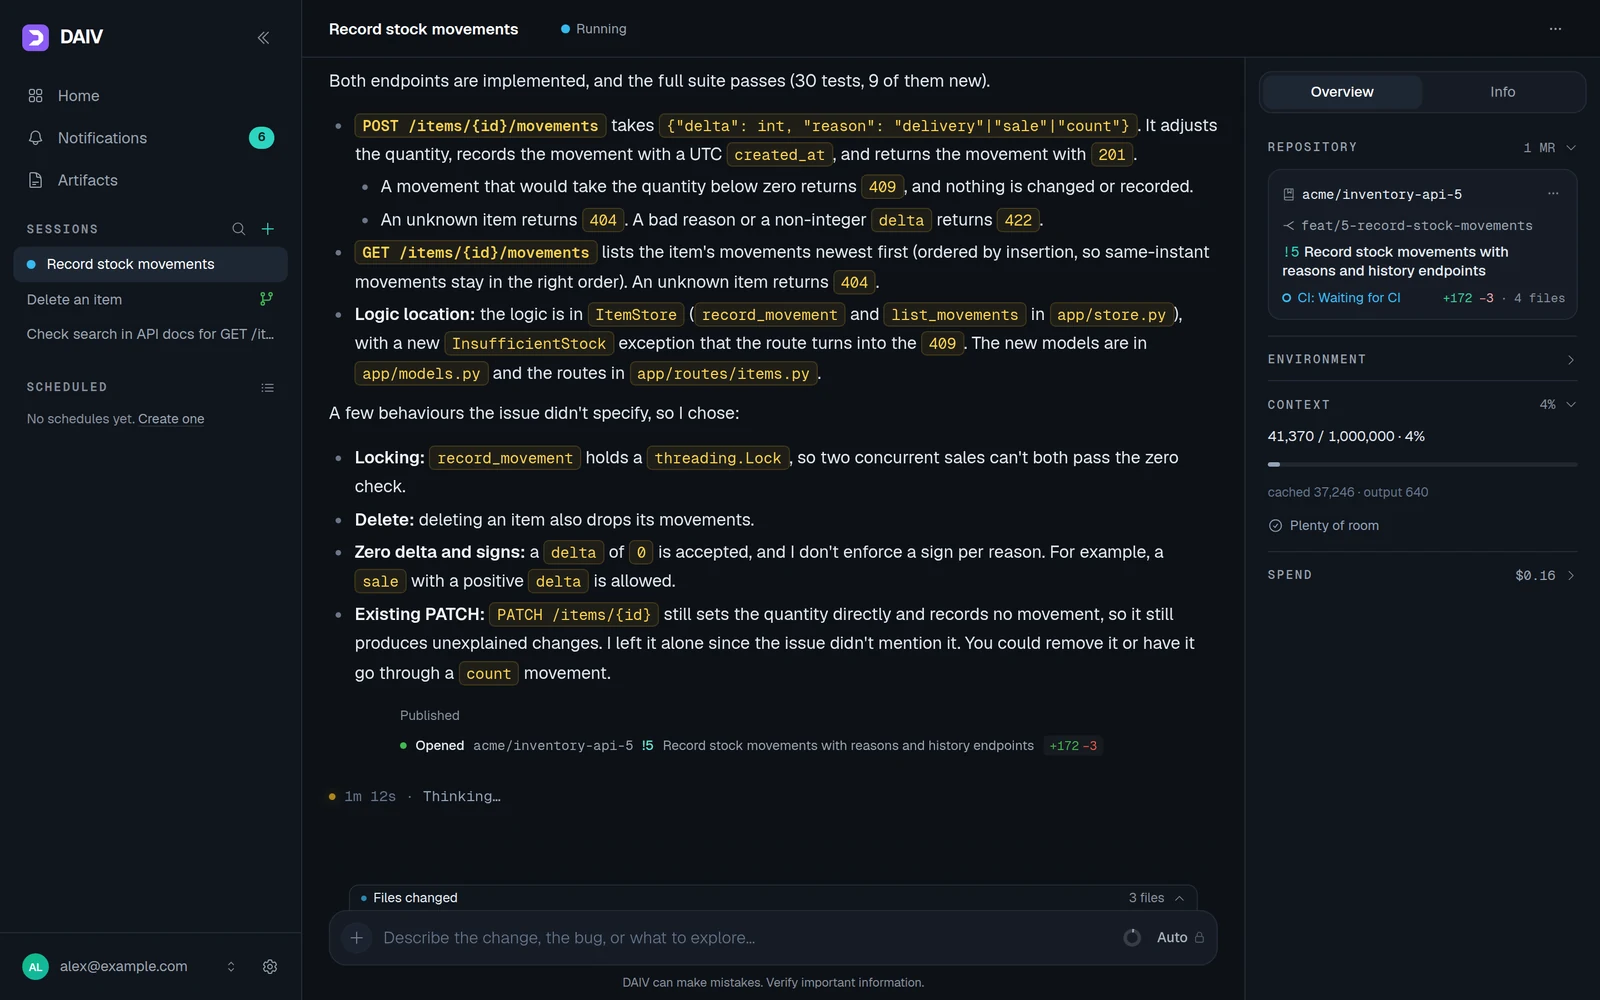 DAIV
Home
Notifications 6
Artifacts
SESSIONS
Record stock movements
Delete an item
Check search in API docs for GET /it…
SCHEDULED
No schedules yet. Create one
AL alex@example.com
Record stock movements Running
Both endpoints are implemented, and the full suite passes (30 tests, 9 of them new).
POST /items/{id}/movements takes {"delta": int, "reason": "delivery"|"sale"|"count"}. It adjusts
the quantity, records the movement with a UTC created_at, and returns the movement with 201.
A movement that would take the quantity below zero returns 409, and nothing is changed or recorded.
An unknown item returns 404. A bad reason or a non-integer delta returns 422.
GET /items/{id}/movements lists the item's movements newest first (ordered by insertion, so same-instant
movements stay in the right order). An unknown item returns 404.
Logic location: the logic is in ItemStore (record_movement and list_movements in app/store.py),
with a new InsufficientStock exception that the route turns into the 409. The new models are in
app/models.py and the routes in app/routes/items.py.
A few behaviours the issue didn't specify, so I chose:
Locking: record_movement holds a threading.Lock, so two concurrent sales can't both pass the zero
check.
Delete: deleting an item also drops its movements.
Zero delta and signs: a delta of 0 is accepted, and I don't enforce a sign per reason. For example, a
sale with a positive delta is allowed.
Existing PATCH: PATCH /items/{id} still sets the quantity directly and records no movement, so it still
produces unexplained changes. I left it alone since the issue didn't mention it. You could remove it or have it
go through a count movement.
Published
Opened acme/inventory-api-5 !5 Record stock movements with reasons and history endpoints +172 −3
1m 12s · Thinking…
Files changed 3 files
Describe the change, the bug, or what to explore…
Auto
DAIV can make mistakes. Verify important information.
Overview Info
REPOSITORY 1 MR
acme/inventory-api-5
feat/5-record-stock-movements
!5 Record stock movements with
reasons and history endpoints
CI: Waiting for CI +172 −3 · 4 files
ENVIRONMENT
CONTEXT 4%
41,370 / 1,000,000 · 4%
cached 37,246 · output 640
Plenty of room
SPEND $0.16